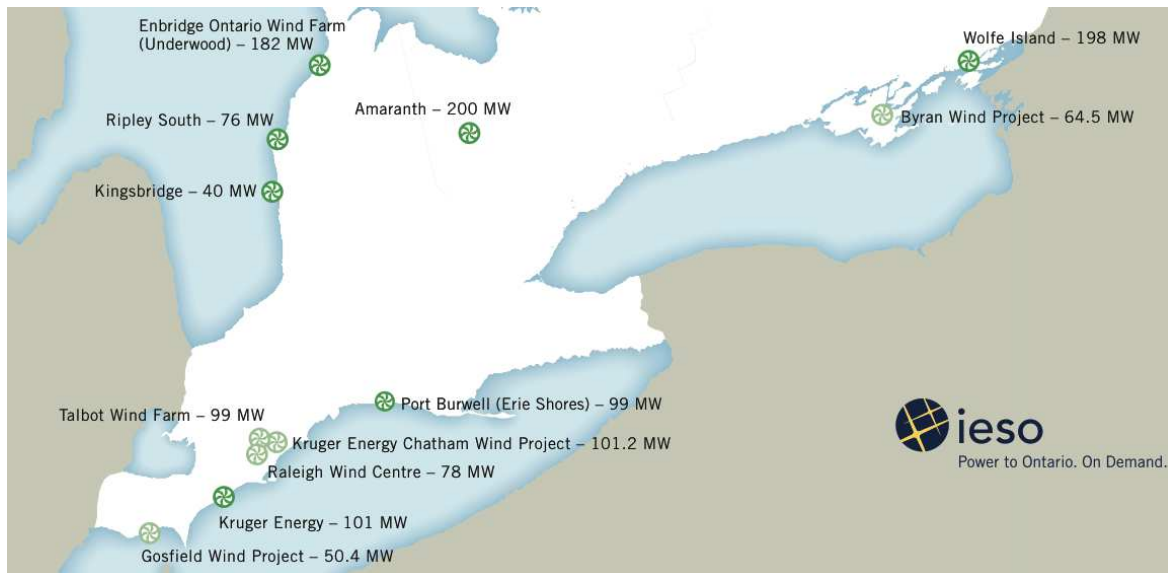 Enbridge Ontario Wind Farm
(Underwood) – 182 MW
Wolfe Island – 198 MW
Amaranth – 200 MW
Ripley South – 76 MW
Byran Wind Project – 64.5 MW
Kingsbridge – 40 MW
Port Burwell (Erie Shores) – 99 MW
Talbot Wind Farm – 99 MW
Kruger Energy Chatham Wind Project – 101.2 MW
Raleigh Wind Centre – 78 MW
Kruger Energy – 101 MW
Gosfield Wind Project – 50.4 MW
ieso
Power to Ontario. On Demand.